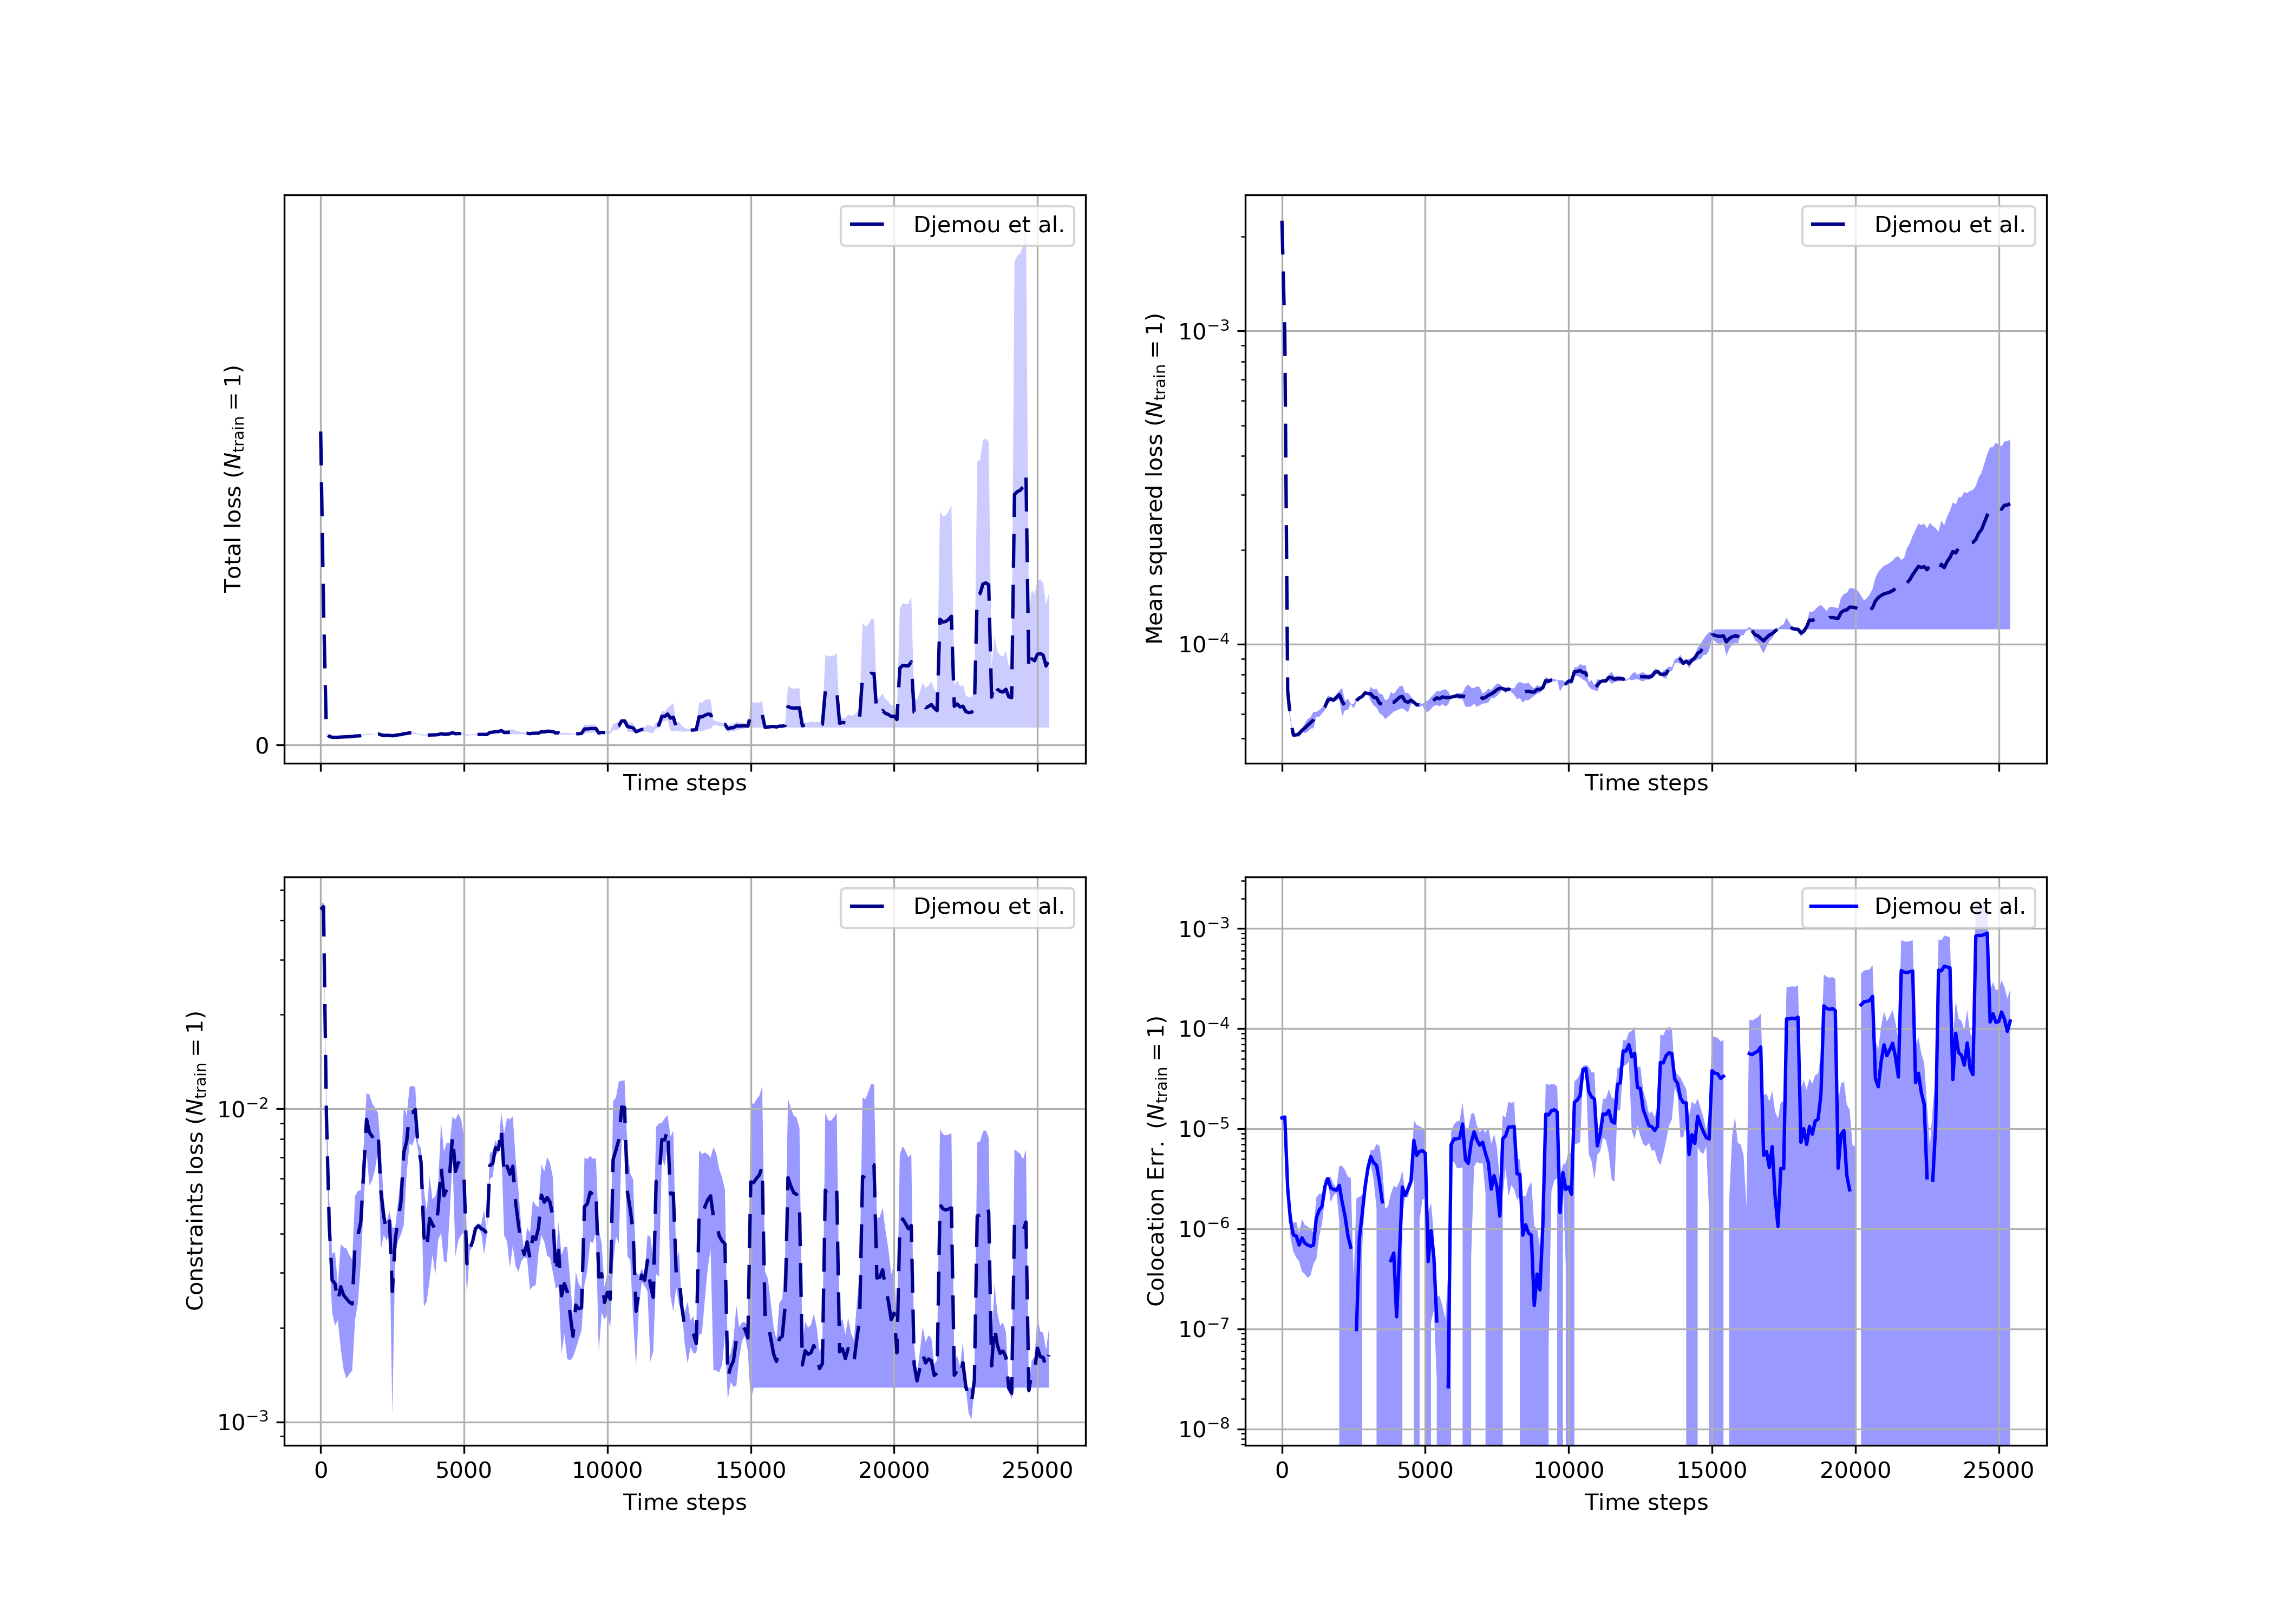 Djemou et al.
Total loss (N_train = 1)
0
Time steps
Djemou et al.
Mean squared loss (N_train = 1)
10⁻³
10⁻⁴
Time steps
Djemou et al.
Constraints loss (N_train = 1)
10⁻²
10⁻³
0 5000 10000 15000 20000 25000
Time steps
Djemou et al.
Colocation Err. (N_train = 1)
10⁻³
10⁻⁴
10⁻⁵
10⁻⁶
10⁻⁷
10⁻⁸
0 5000 10000 15000 20000 25000
Time steps